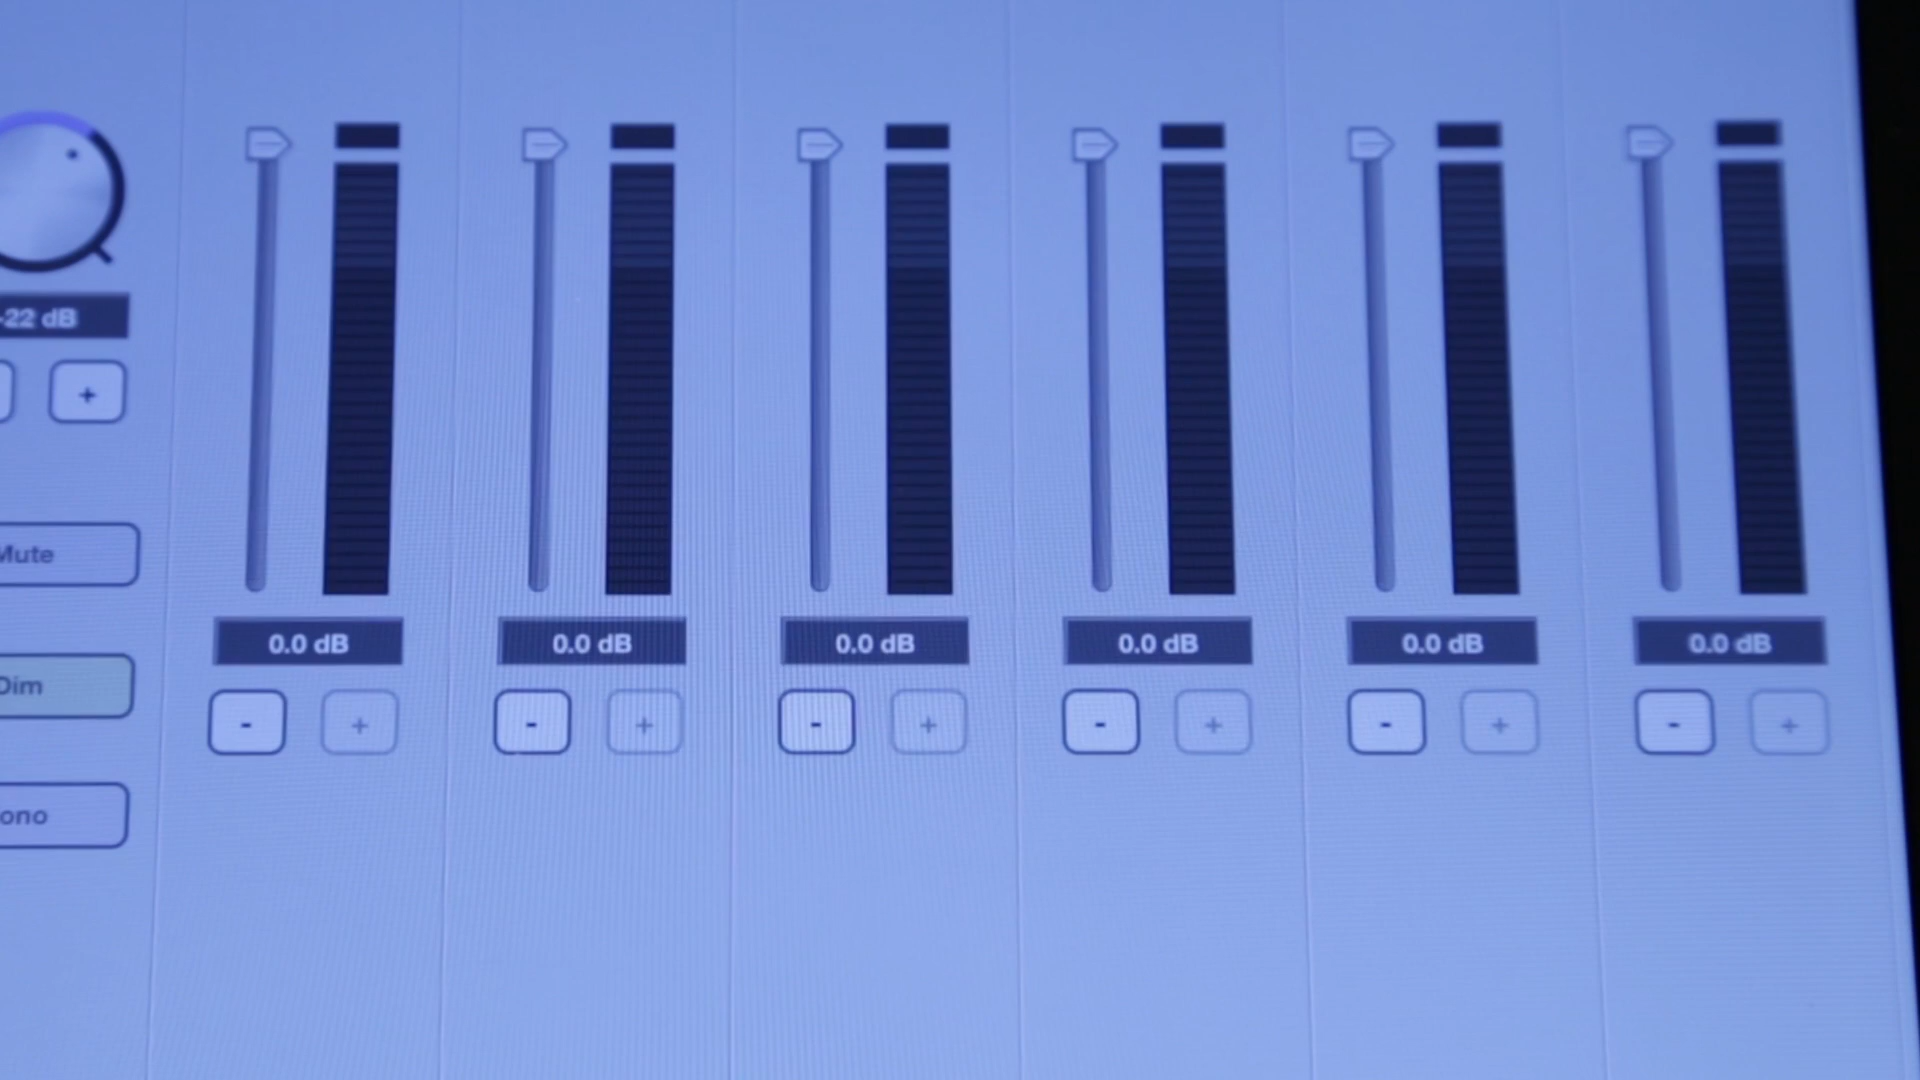 -22 dB
+
Mute
Dim
ono
0.0 dB 0.0 dB 0.0 dB 0.0 dB 0.0 dB 0.0 dB
- + - + - + - + - + - +